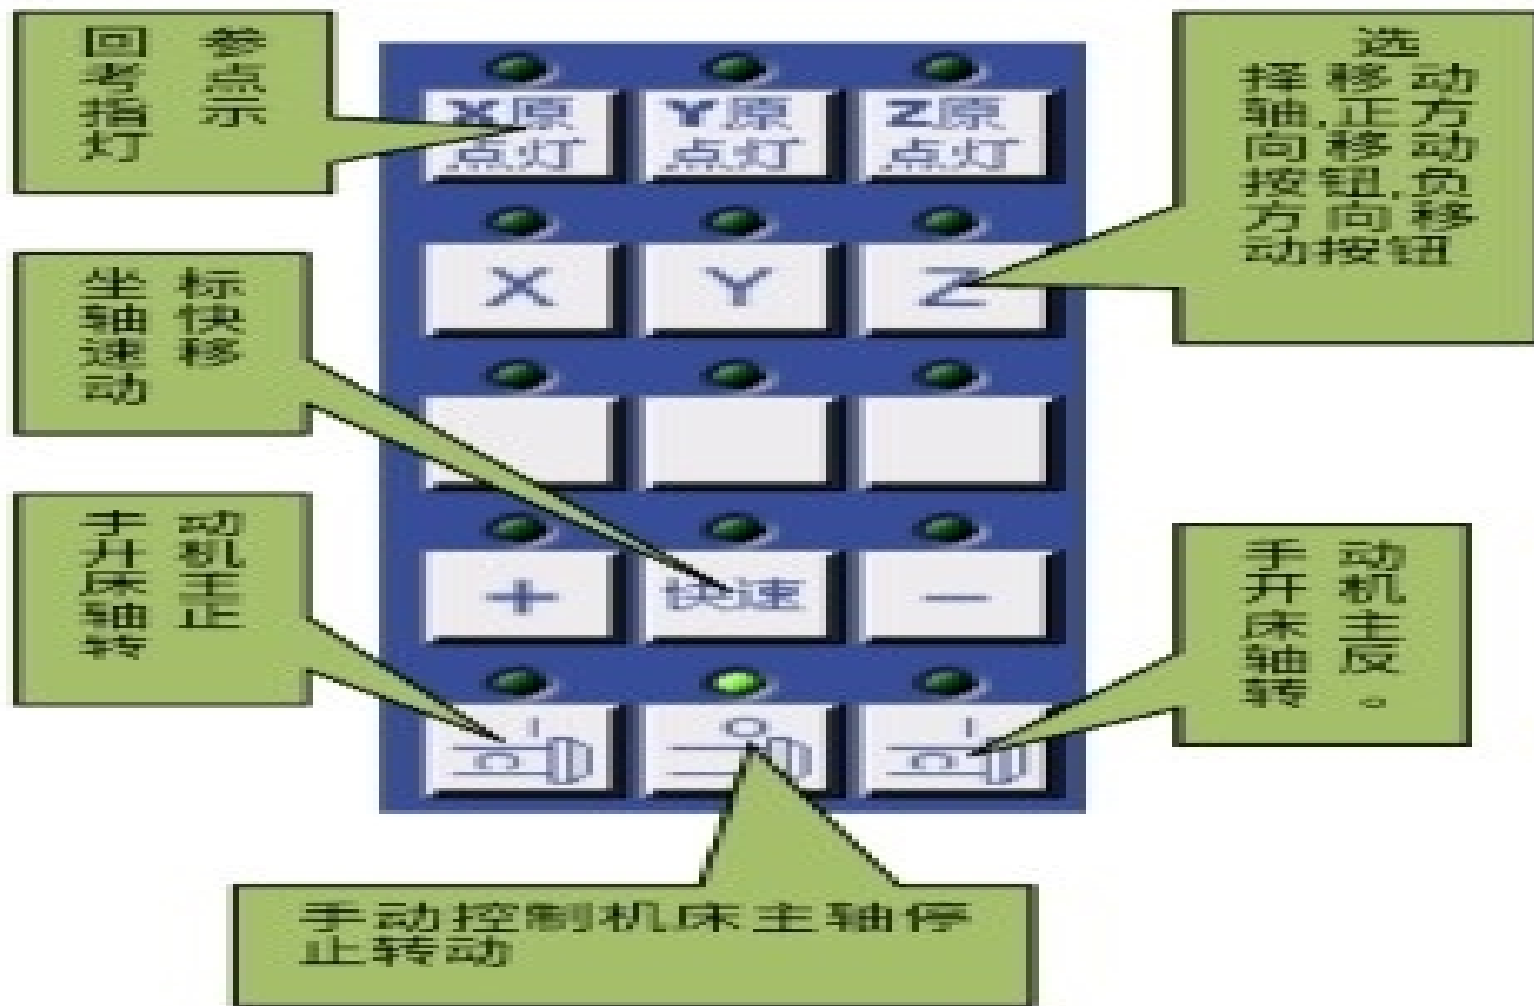 回参
考点
指示
灯
选
择移动
轴,正方
向移动
按钮,负
方向移
动按钮
X原
点灯
Y原
点灯
Z原
点灯
坐标
轴快
速移
动
X
Y
Z
手动
开机
床主
轴正
转
+
快速
−
手动
开机
床主
轴反
转。
手动控制机床主轴停
止转动